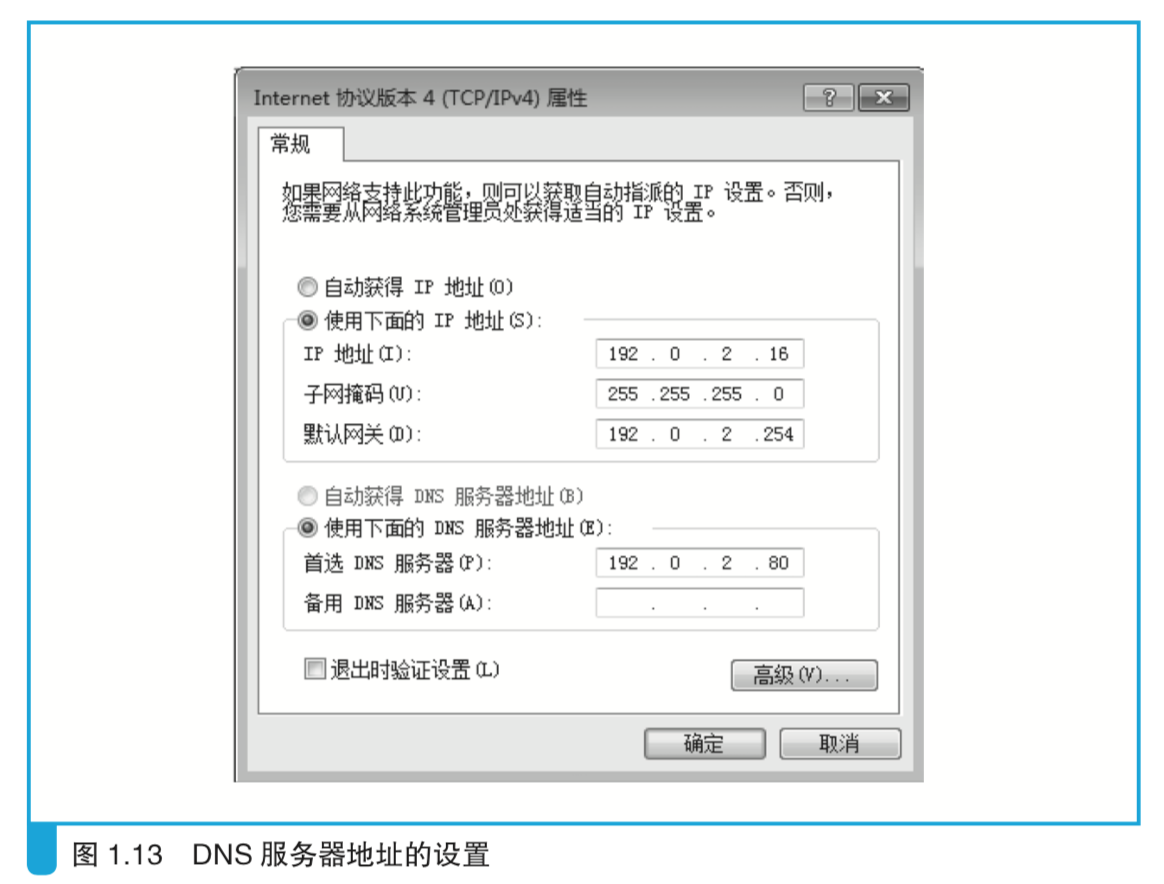 Internet 协议版本 4 (TCP/IPv4) 属性
常规
如果网络支持此功能，则可以获取自动指派的 IP 设置。否则，
您需要从网络系统管理员处获得适当的 IP 设置。
自动获得 IP 地址(O)
使用下面的 IP 地址(S):
IP 地址(I): 192 . 0 . 2 . 16
子网掩码(U): 255 .255 .255 . 0
默认网关(D): 192 . 0 . 2 .254
自动获得 DNS 服务器地址(B)
使用下面的 DNS 服务器地址(E):
首选 DNS 服务器(P): 192 . 0 . 2 . 80
备用 DNS 服务器(A): . . .
退出时验证设置(L)
高级(V)...
确定 取消
图 1.13 DNS 服务器地址的设置